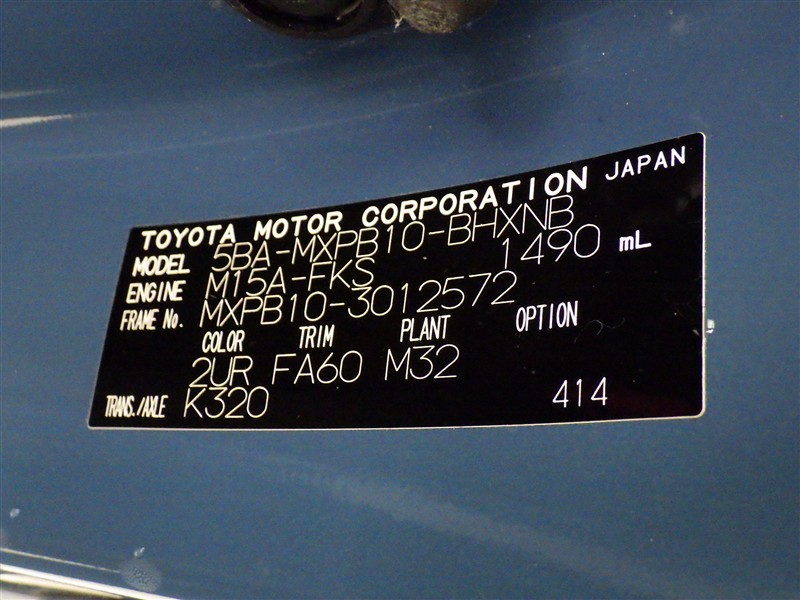 TOYOTA MOTOR CORPORATION JAPAN
MODEL 5BA-MXPB10-BHXNB
ENGINE M15A-FKS 1490 mL
FRAME No. MXPB10-3012572
COLOR TRIM PLANT OPTION
2UR FA60 M32
TRANS./AXLE K320 414